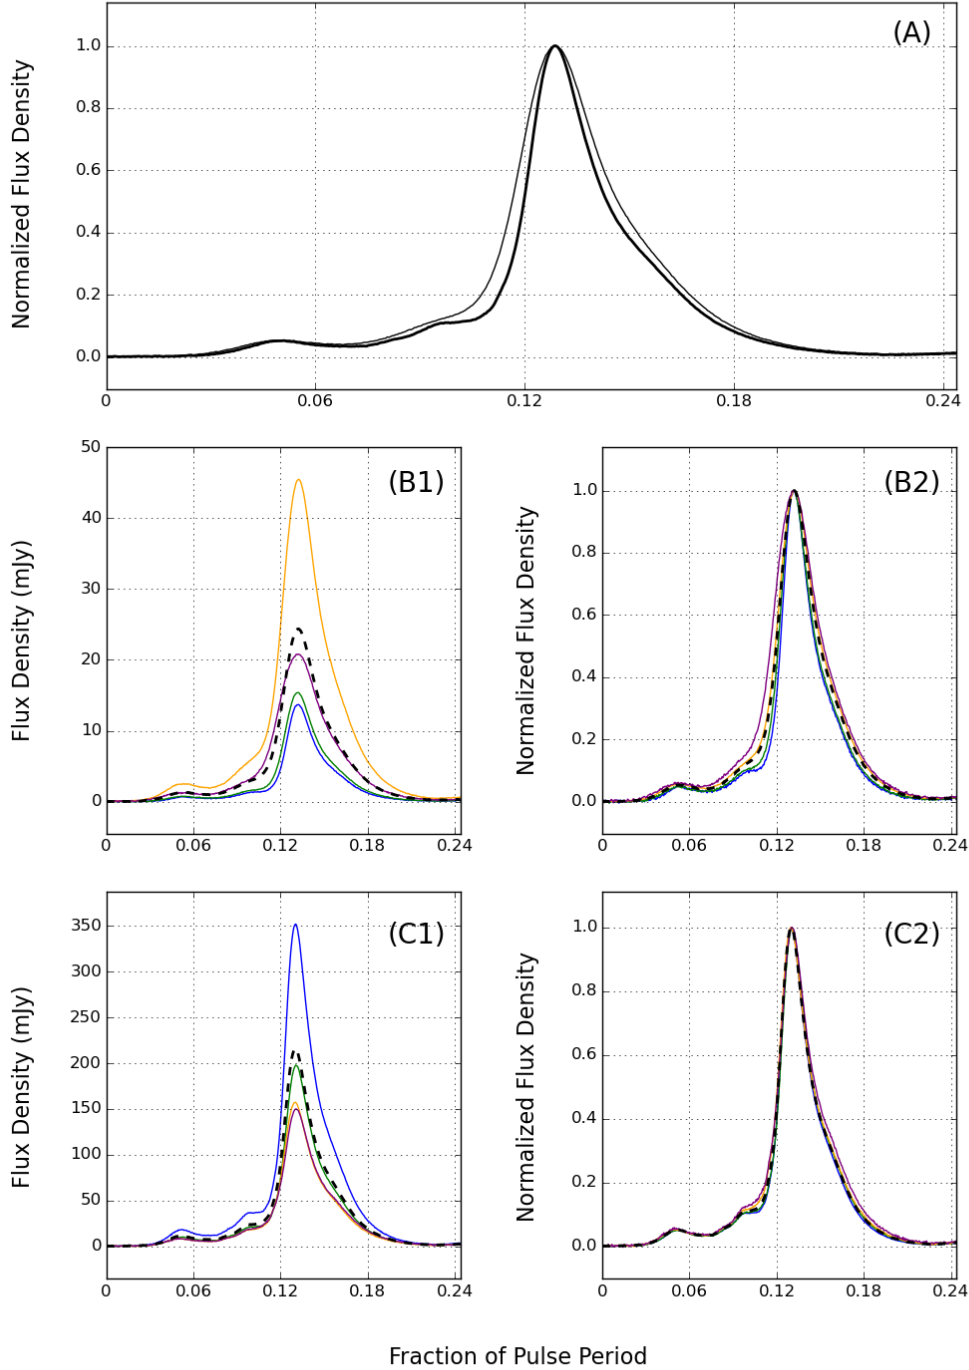 (A)
Normalized Flux Density
1.0
0.8
0.6
0.4
0.2
0.0
0 0.06 0.12 0.18 0.24
(B1)
Flux Density (mJy)
50
40
30
20
10
0
0 0.06 0.12 0.18 0.24
(B2)
Normalized Flux Density
1.0
0.8
0.6
0.4
0.2
0.0
0 0.06 0.12 0.18 0.24
(C1)
Flux Density (mJy)
350
300
250
200
150
100
50
0
0 0.06 0.12 0.18 0.24
(C2)
Normalized Flux Density
1.0
0.8
0.6
0.4
0.2
0.0
0 0.06 0.12 0.18 0.24
Fraction of Pulse Period